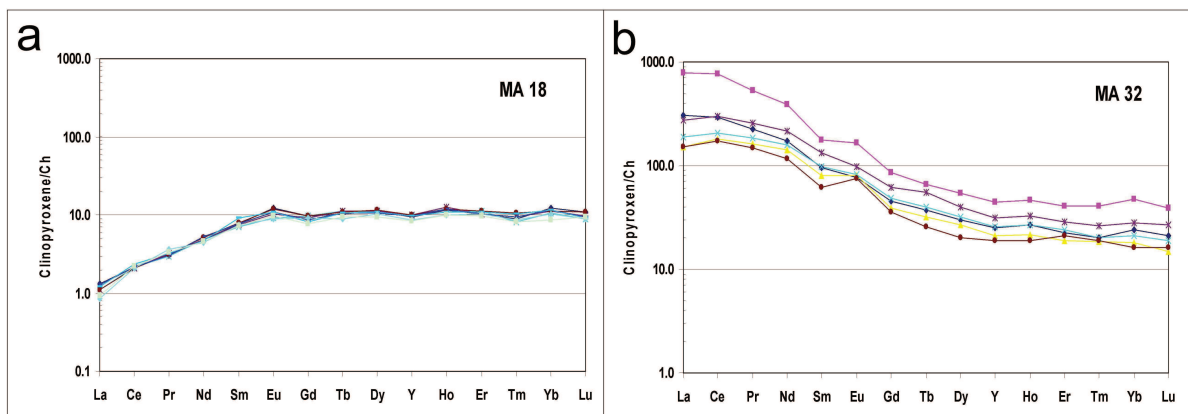 a
MA 18
Clinopyroxene/Ch
1000.0
100.0
10.0
1.0
0.1
La Ce Pr Nd Sm Eu Gd Tb Dy Y Ho Er Tm Yb Lu
b
MA 32
Clinopyroxen/Ch
1000.0
100.0
10.0
1.0
La Ce Pr Nd Sm Eu Gd Tb Dy Y Ho Er Tm Yb Lu